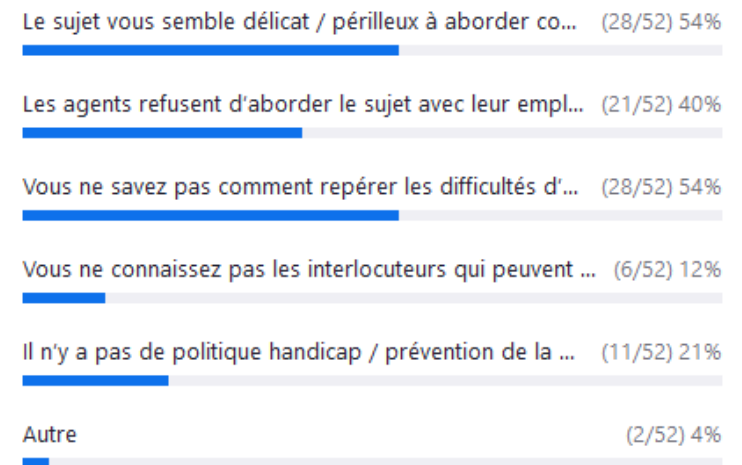 Le sujet vous semble délicat / périlleux à aborder co... (28/52) 54%
Les agents refusent d'aborder le sujet avec leur empl... (21/52) 40%
Vous ne savez pas comment repérer les difficultés d'... (28/52) 54%
Vous ne connaissez pas les interlocuteurs qui peuvent ... (6/52) 12%
Il n'y a pas de politique handicap / prévention de la ... (11/52) 21%
Autre (2/52) 4%